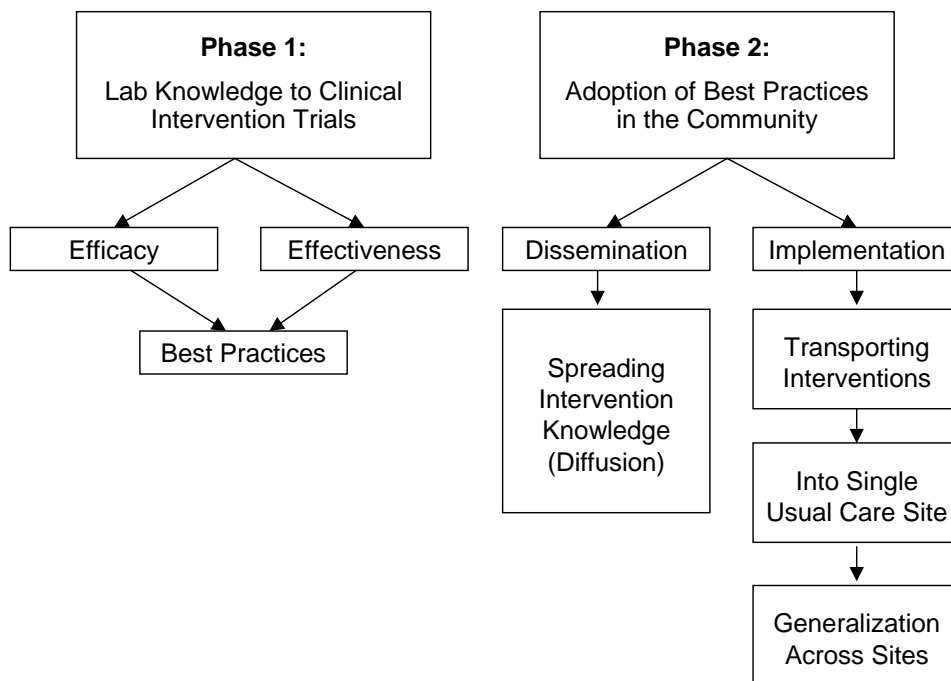 Phase 1:
Lab Knowledge to Clinical
Intervention Trials
Efficacy
Effectiveness
Best Practices
Phase 2:
Adoption of Best Practices
in the Community
Dissemination
Implementation
Spreading
Intervention
Knowledge
(Diffusion)
Transporting
Interventions
Into Single
Usual Care Site
Generalization
Across Sites